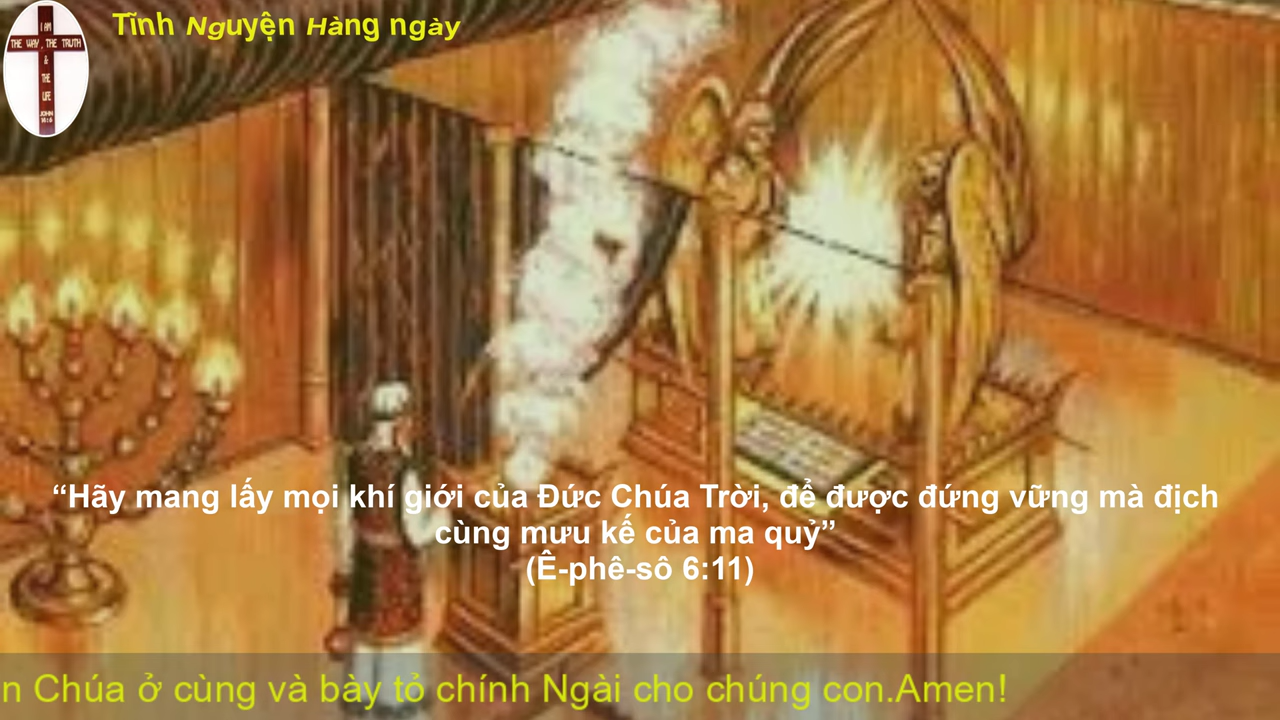 Tĩnh Nguyện Hàng ngày
I AM
THE WAY, THE TRUTH
&
THE
LIFE
JOHN
“Hãy mang lấy mọi khí giới của Đức Chúa Trời, để được đứng vững mà địch
cùng mưu kế của ma quỷ”
(Ê-phê-sô 6:11)
n Chúa ở cùng và bày tỏ chính Ngài cho chúng con.Amen!